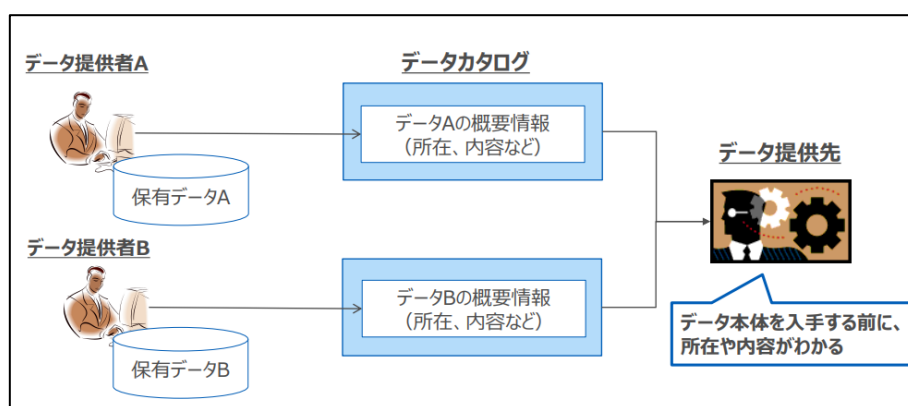 データ提供者A
データカタログ
データAの概要情報
（所在、内容など）
保有データA
データ提供先
データ提供者B
データBの概要情報
（所在、内容など）
保有データB
データ本体を入手する前に、
所在や内容がわかる